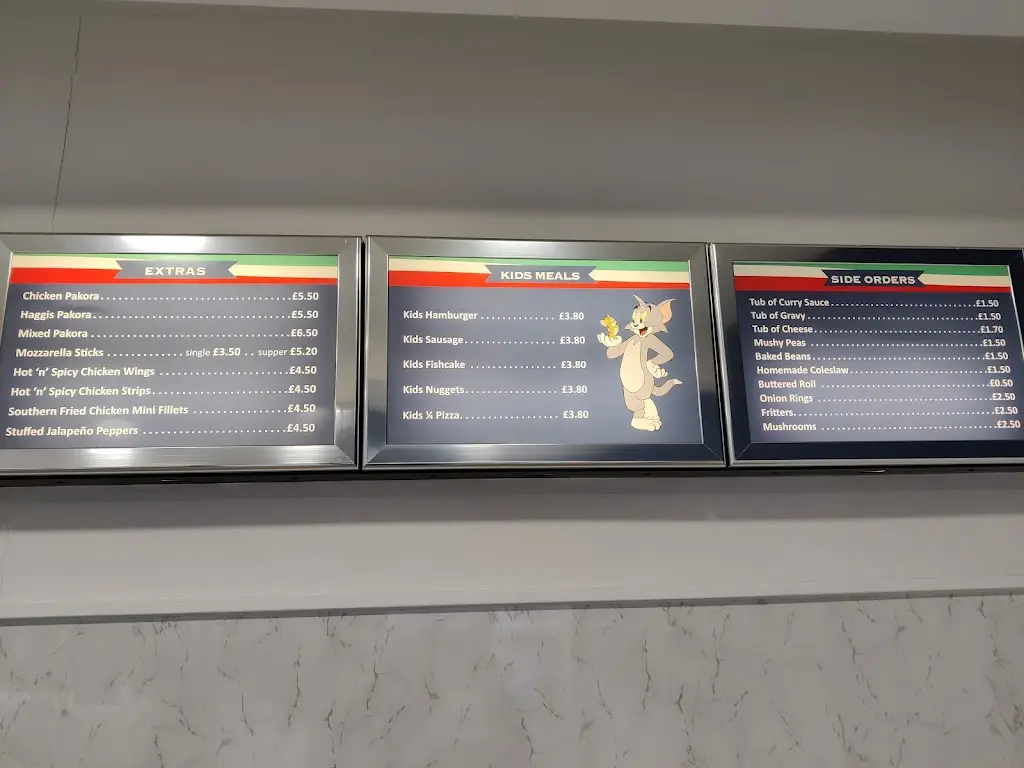 EXTRAS
Chicken Pakora £5.50
Haggis Pakora £5.50
Mixed Pakora £6.50
Mozzarella Sticks single £3.50 .. supper £5.20
Hot 'n' Spicy Chicken Wings £4.50
Hot 'n' Spicy Chicken Strips £4.50
Southern Fried Chicken Mini Fillets £4.50
Stuffed Jalapeño Peppers £4.50
KIDS MEALS
Kids Hamburger £3.80
Kids Sausage £3.80
Kids Fishcake £3.80
Kids Nuggets £3.80
Kids ¼ Pizza £3.80
SIDE ORDERS
Tub of Curry Sauce £1.50
Tub of Gravy £1.50
Tub of Cheese £1.70
Mushy Peas £1.50
Baked Beans £1.50
Homemade Coleslaw £1.50
Buttered Roll £0.50
Onion Rings £2.50
Fritters £2.50
Mushrooms £2.50